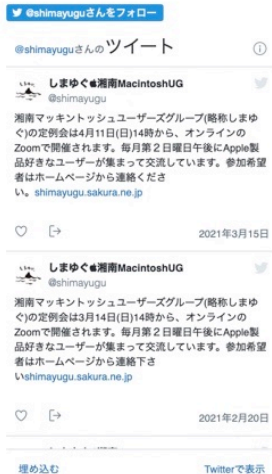 @shimayuguさんをフォロー
@shimayuguさんのツイート
しまゆぐ湘南MacintoshUG
@shimayugu
湘南マッキントッシュユーザーズグループ(略称しまゆ
ぐ)の定例会は4月11日(日)14時から、オンラインの
Zoomで開催されます。毎月第２日曜日午後にApple製
品好きなユーザーが集まって交流しています。参加希望
者はホームページから連絡くださ
い。shimayugu.sakura.ne.jp
2021年3月15日
しまゆぐ湘南MacintoshUG
@shimayugu
湘南マッキントッシュユーザーズグループ(略称しまゆ
ぐ)の定例会は3月14日(日)14時から、オンラインの
Zoomで開催されます。毎月第２日曜日午後にApple製
品好きなユーザーが集まって交流しています。参加希望
者はホームページから連絡下さ
いshimayugu.sakura.ne.jp
2021年2月20日
埋め込む
Twitterで表示